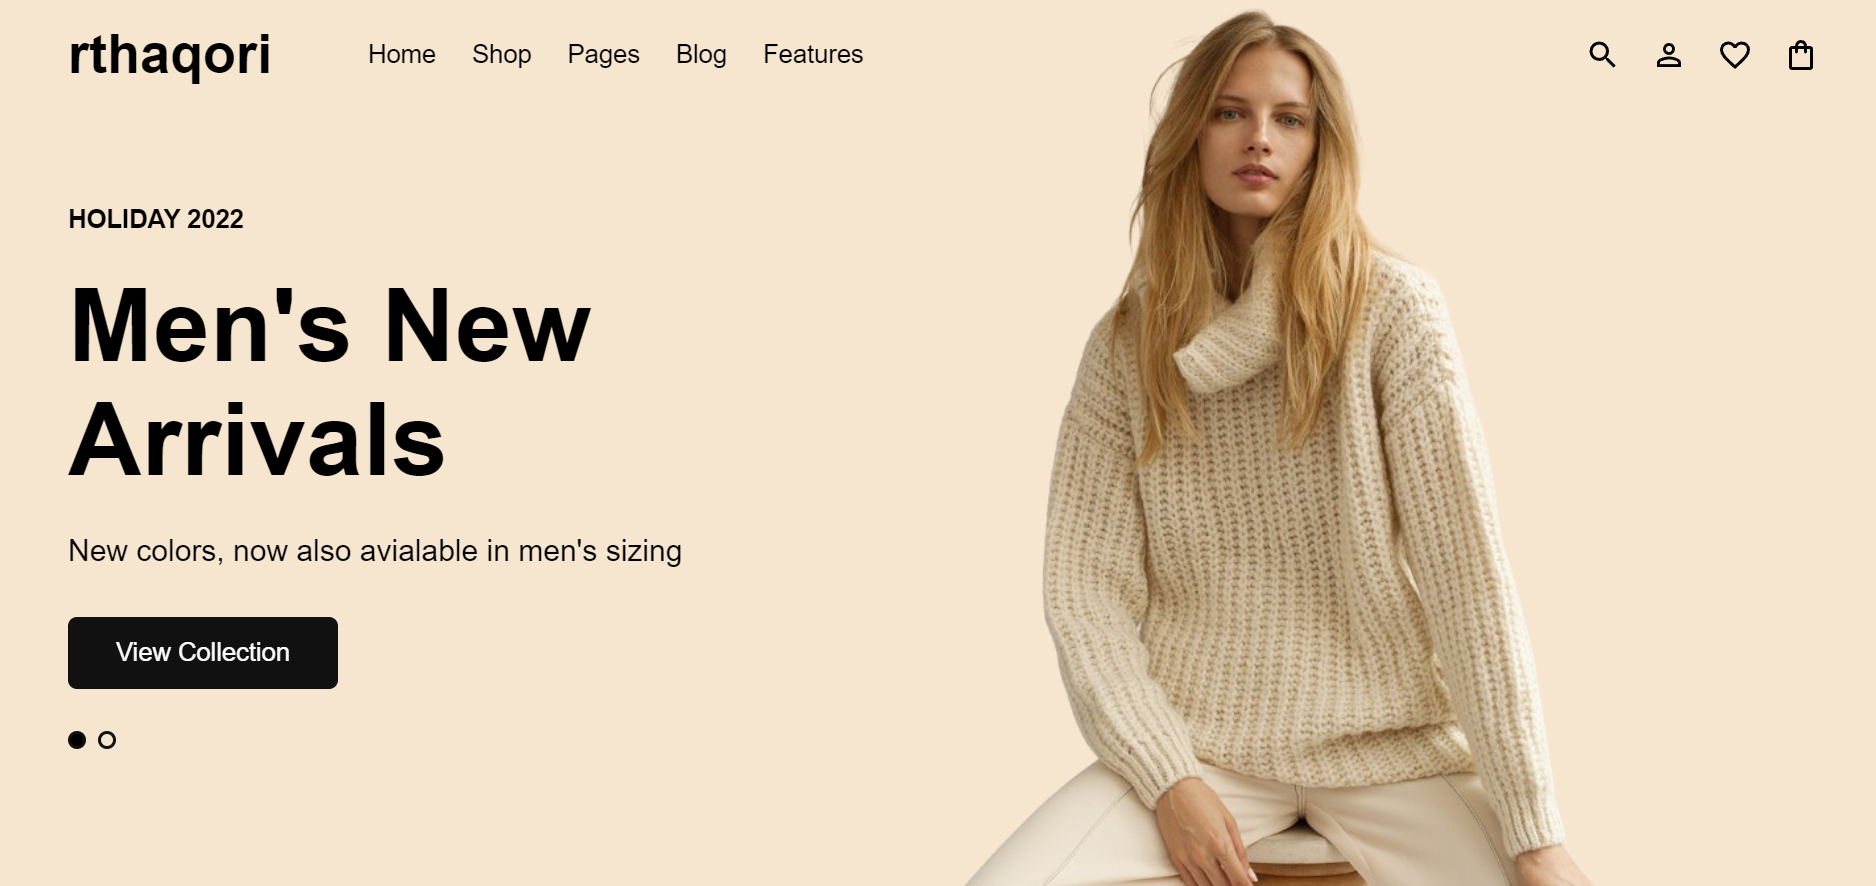 rthaqori
Home Shop Pages Blog Features
HOLIDAY 2022
Men's New
Arrivals
New colors, now also avialable in men's sizing
View Collection